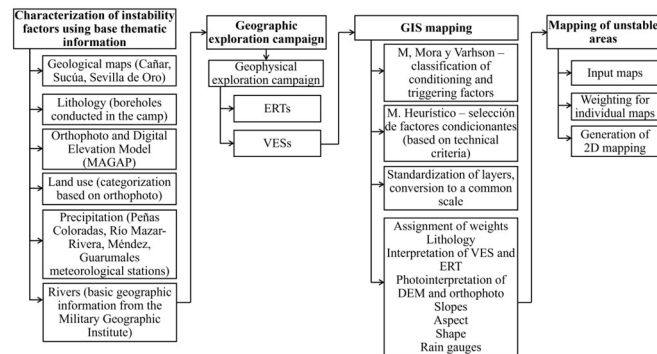 Characterization of instability
factors using base thematic
information
Geological maps (Cañar,
Sucúa, Sevilla de Oro)
Lithology (boreholes
conducted in the camp)
Orthophoto and Digital
Elevation Model
(MAGAP)
Land use (categorization
based on orthophoto)
Precipitation (Peñas
Coloradas, Río Mazar-
Rivera, Méndez,
Guarumales
meteorological stations)
Rivers (basic geographic
information from the
Military Geographic
Institute)
Geographic
exploration campaign
Geophysical
exploration campaign
ERTs
VESs
GIS mapping
M, Mora y Varhson –
classification of
conditioning and
triggering factors
M. Heurístico – selección
de factores condicionantes
(based on technical
criteria)
Standardization of layers,
conversion to a common
scale
Assignment of weights
Lithology
Interpretation of VES and
ERT
Photointerpretation of
DEM and orthophoto
Slopes
Aspect
Shape
Rain gauges
Mapping of unstable
areas
Input maps
Weighting for
individual maps
Generation of
2D mapping